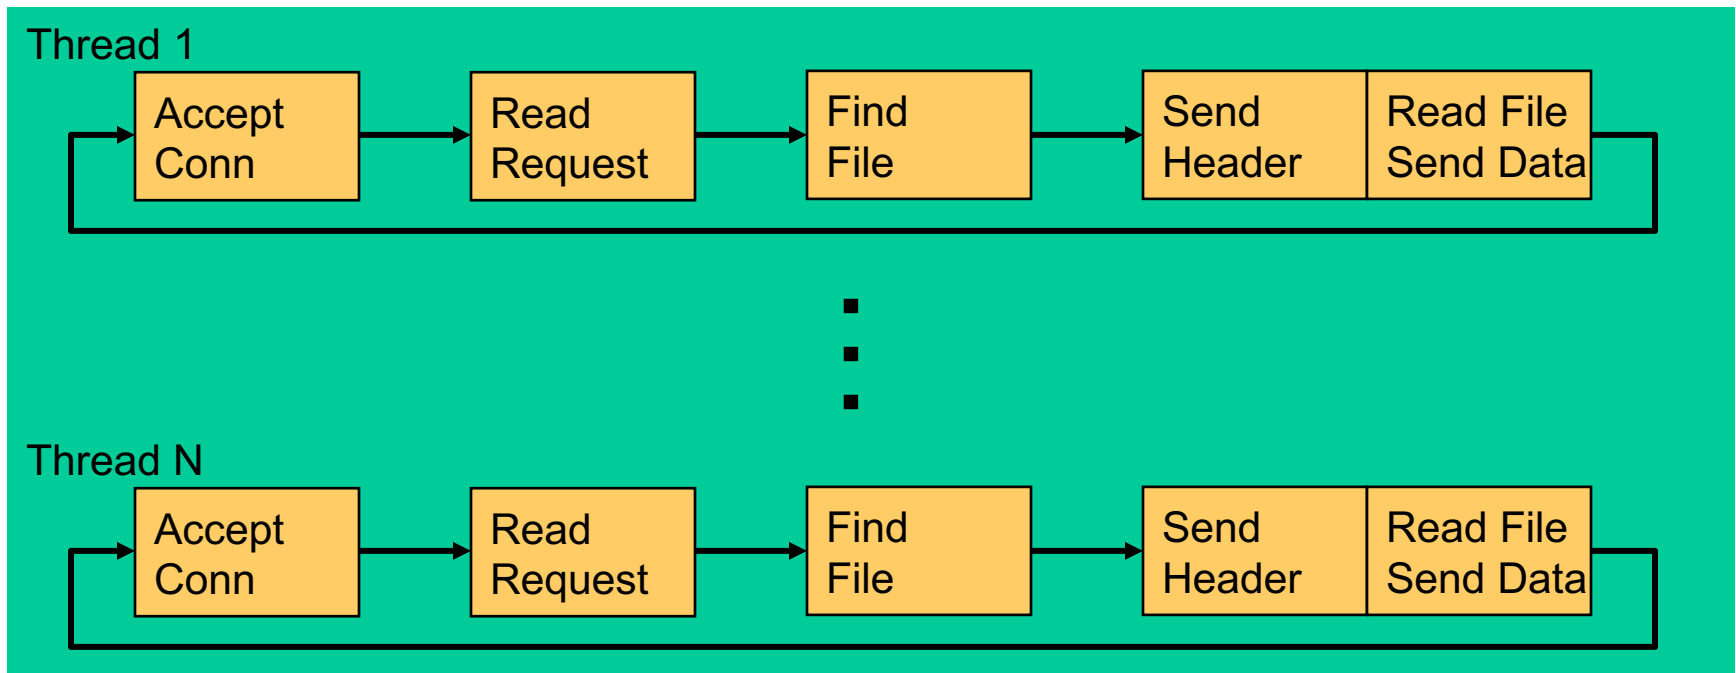 Thread 1
Accept
Conn
Read
Request
Find
File
Send
Header
Read File
Send Data
Thread N
Accept
Conn
Read
Request
Find
File
Send
Header
Read File
Send Data